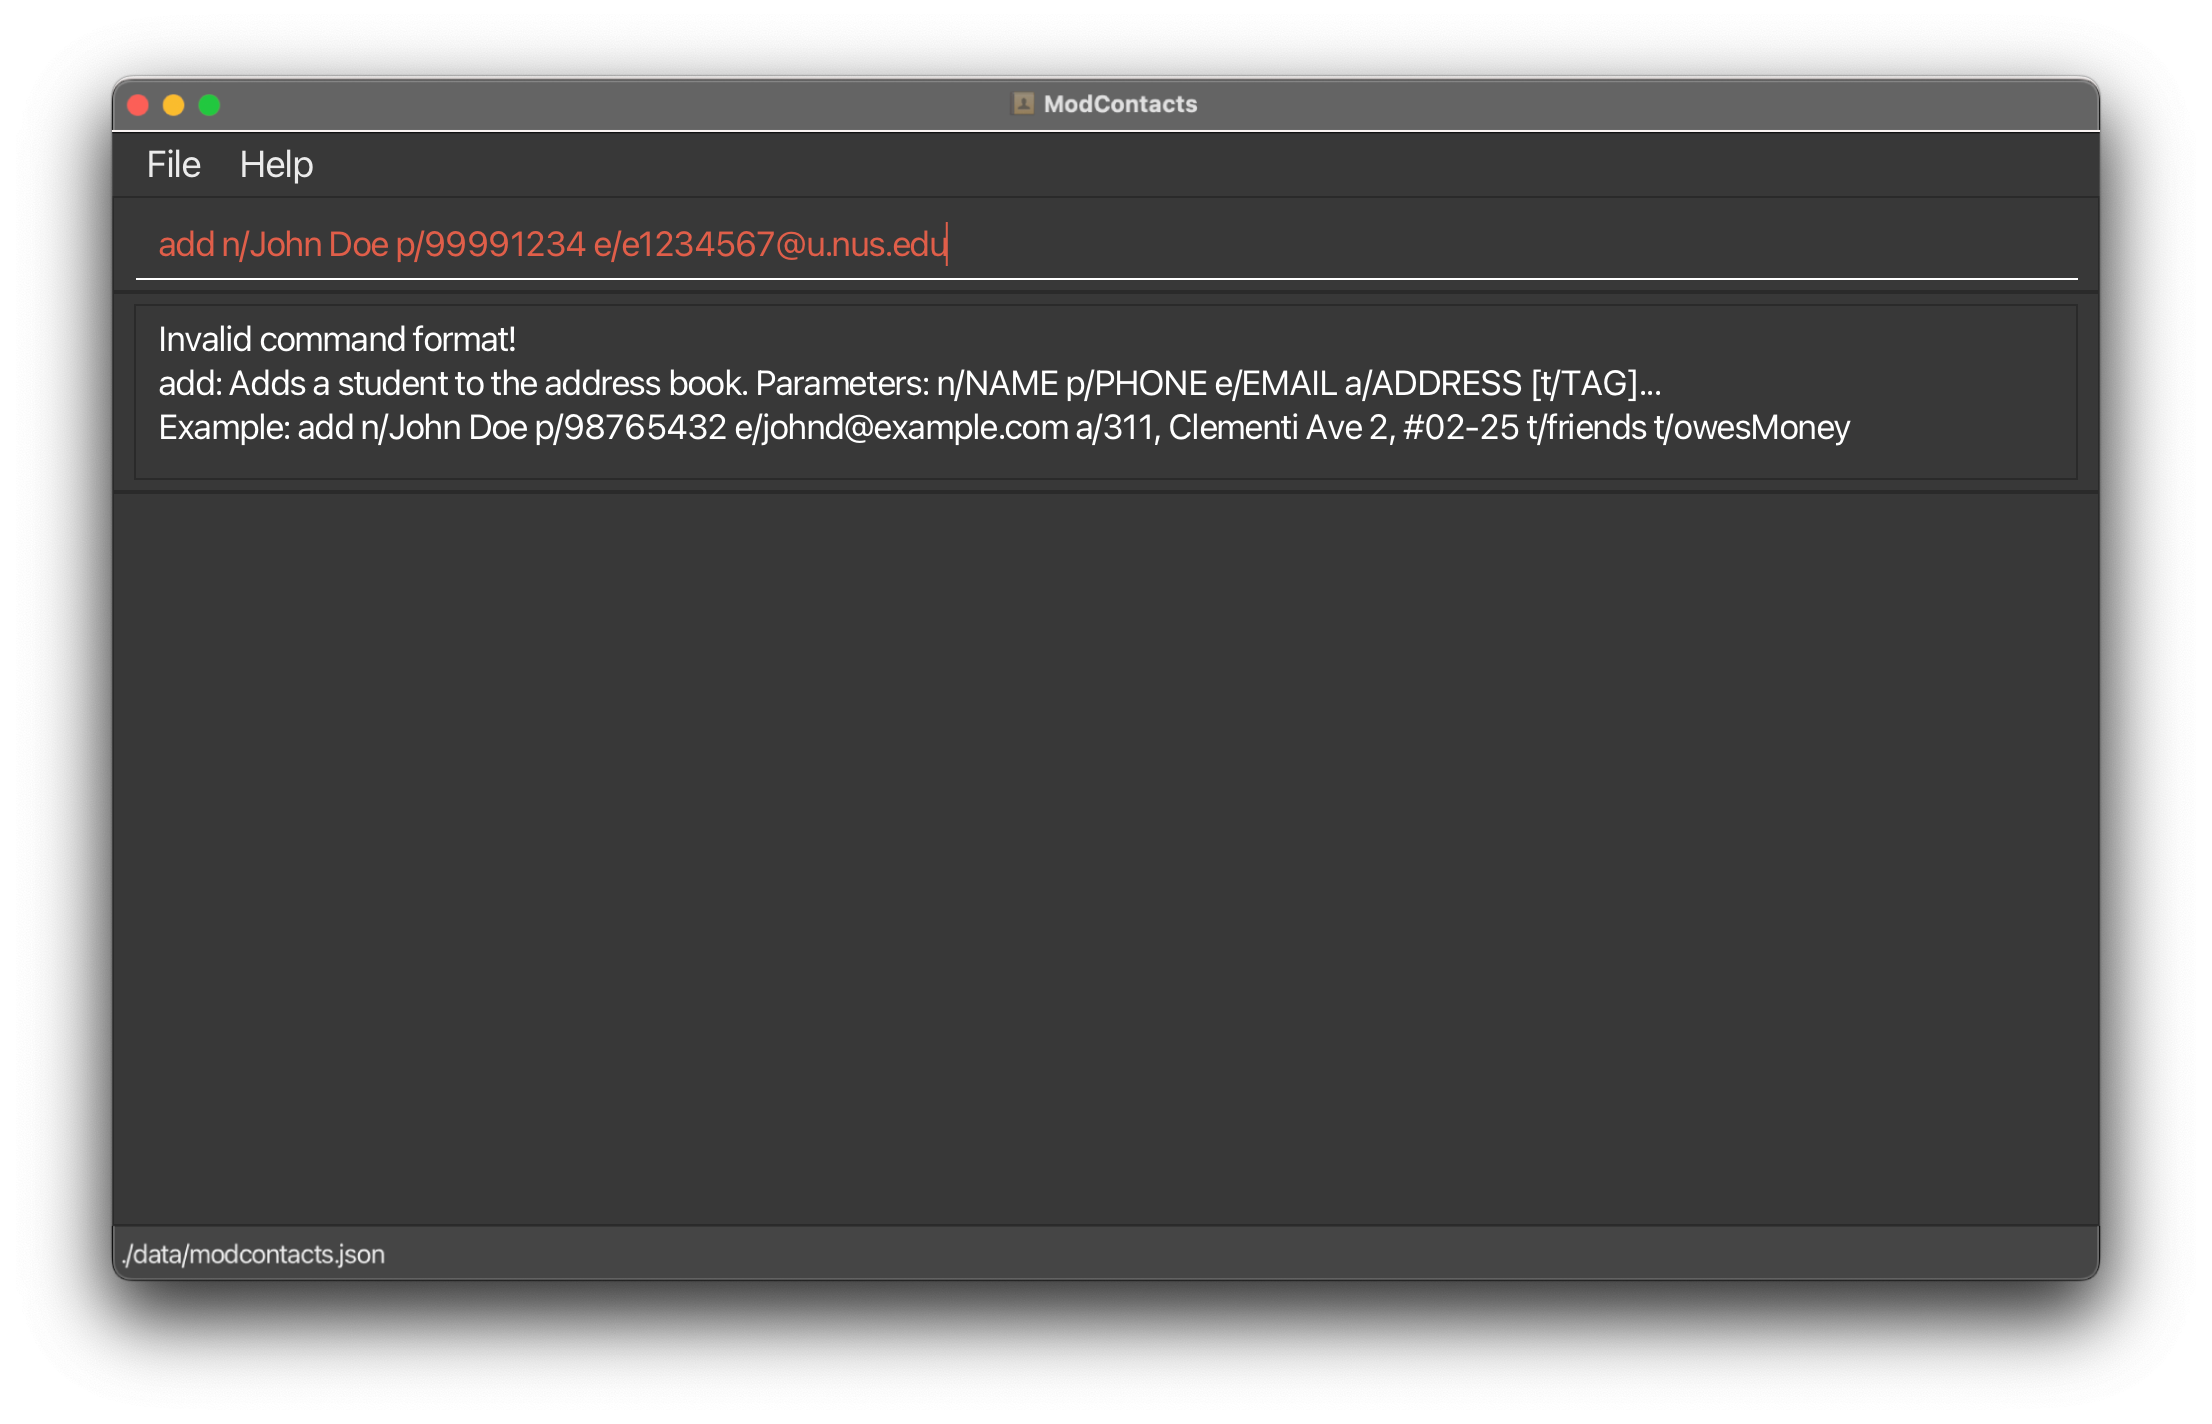 ModContacts
File Help
add n/John Doe p/99991234 e/e1234567@u.nus.edu
Invalid command format!
add: Adds a student to the address book. Parameters: n/NAME p/PHONE e/EMAIL a/ADDRESS [t/TAG]...
Example: add n/John Doe p/98765432 e/johnd@example.com a/311, Clementi Ave 2, #02-25 t/friends t/owesMoney
./data/modcontacts.json